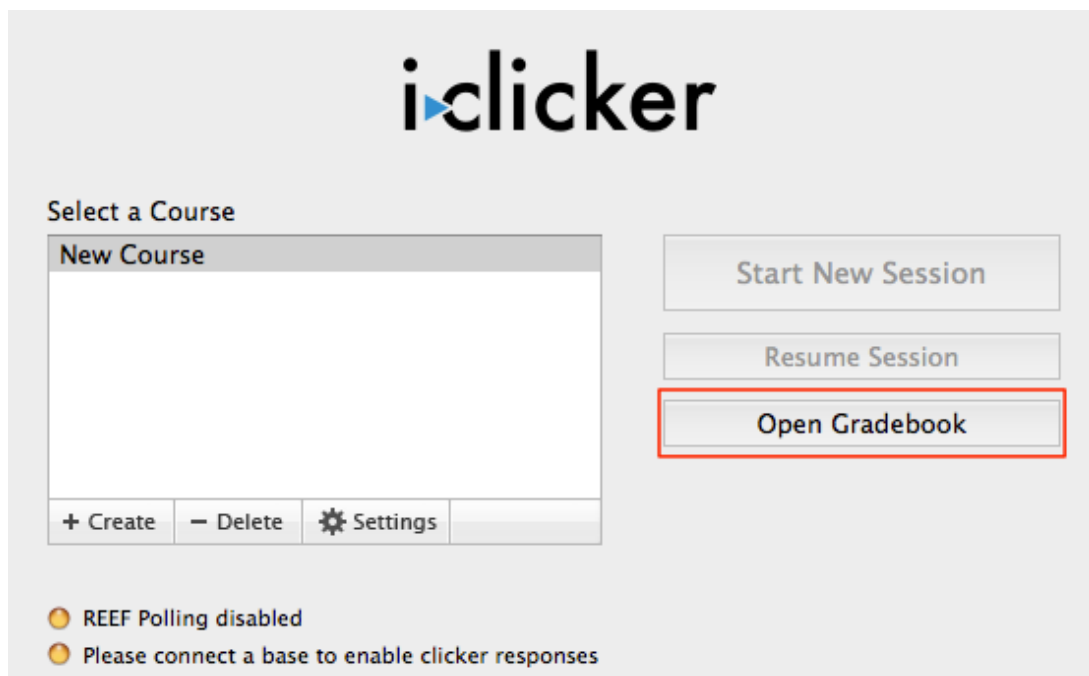 i▸clicker
Select a Course
New Course
Start New Session
Resume Session
Open Gradebook
+ Create − Delete Settings
REEF Polling disabled
Please connect a base to enable clicker responses